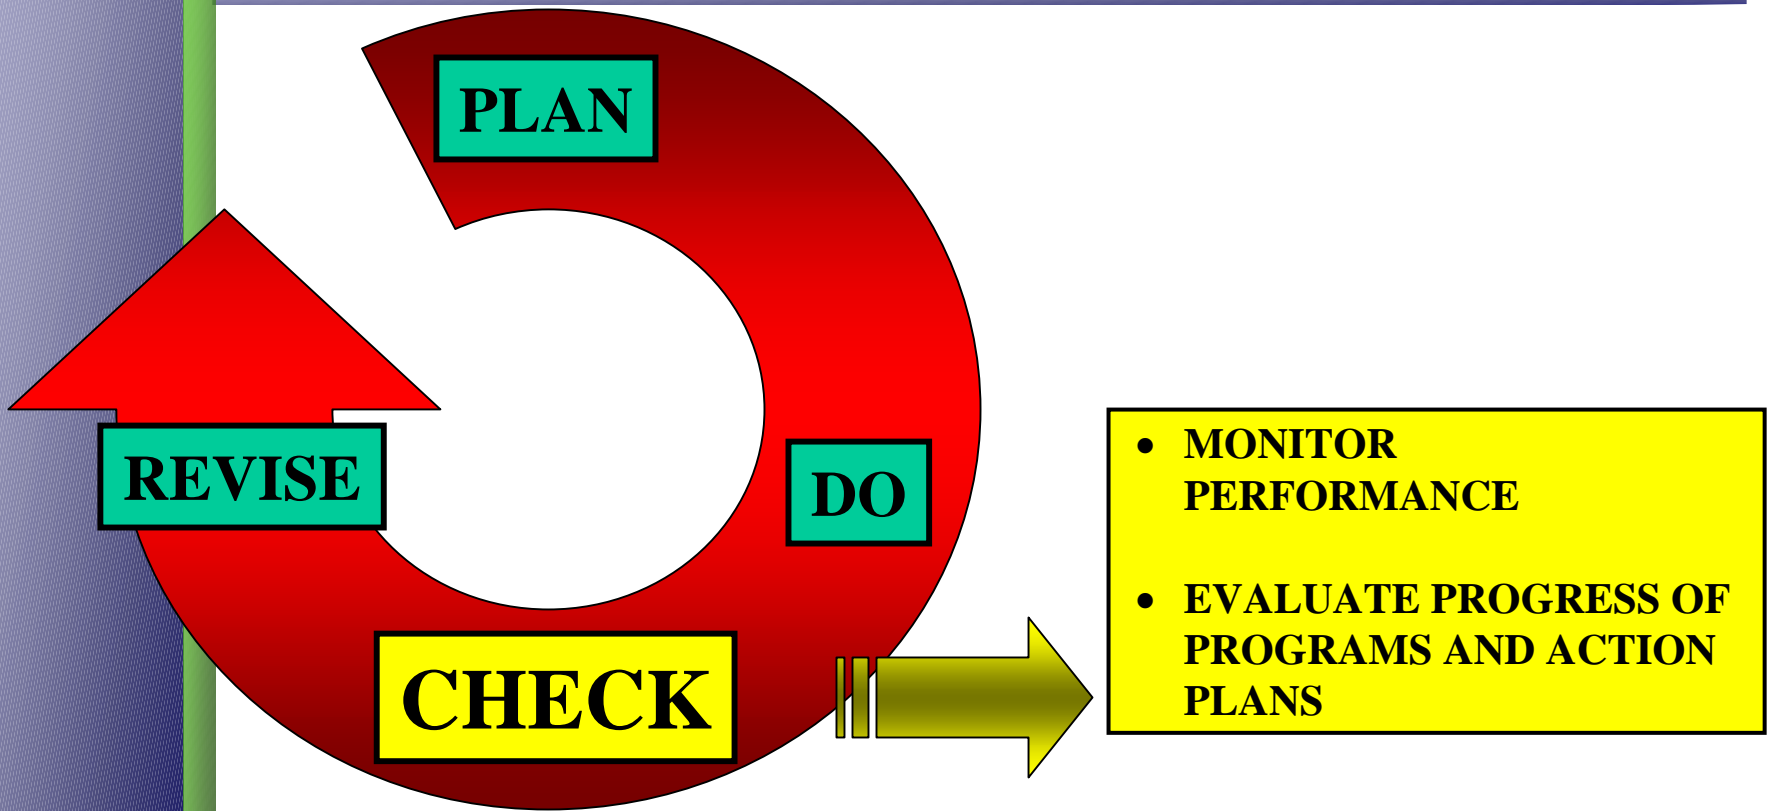 PLAN
DO
CHECK
REVISE
• MONITOR
PERFORMANCE
• EVALUATE PROGRESS OF
PROGRAMS AND ACTION
PLANS